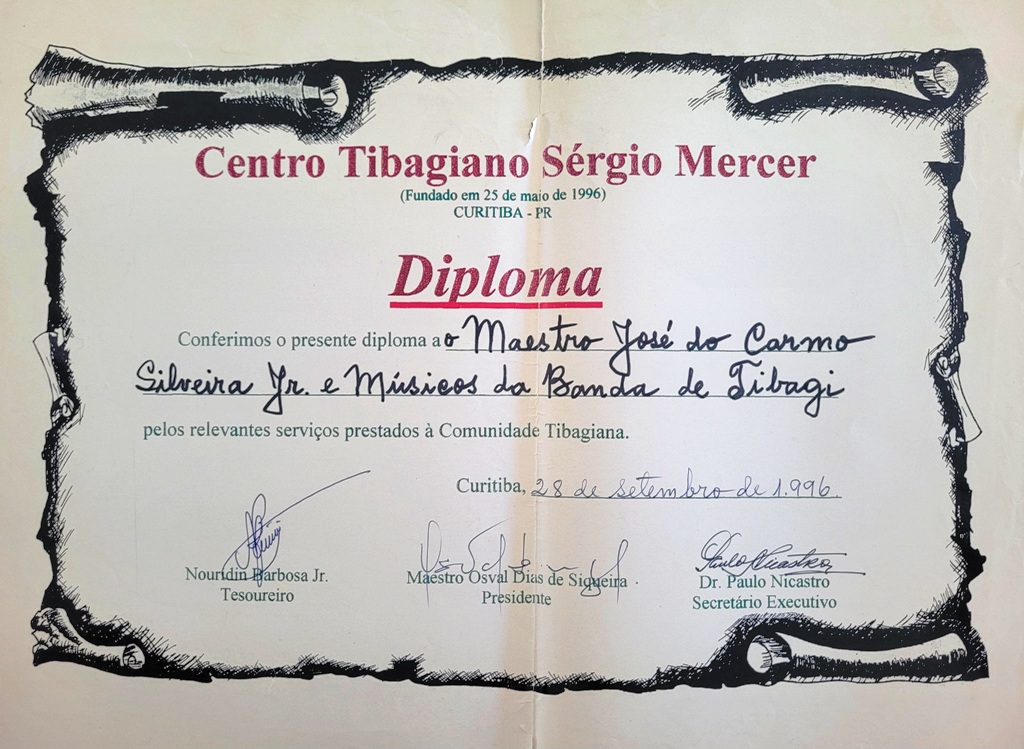 Centro Tibagiano Sérgio Mercer
(Fundado em 25 de maio de 1996)
CURITIBA - PR
Diploma
Conferimos o presente diploma a o Maestro José do Carmo
Silveira Jr. e Músicos da Banda de Tibagi
pelos relevantes serviços prestados à Comunidade Tibagiana.
Curitiba, 28 de setembro de 1.996.
Paulo Nicastro
Nouridin Barbosa Jr. Maestro Osval Dias de Siqueira Dr. Paulo Nicastro
Tesoureiro Presidente Secretário Executivo